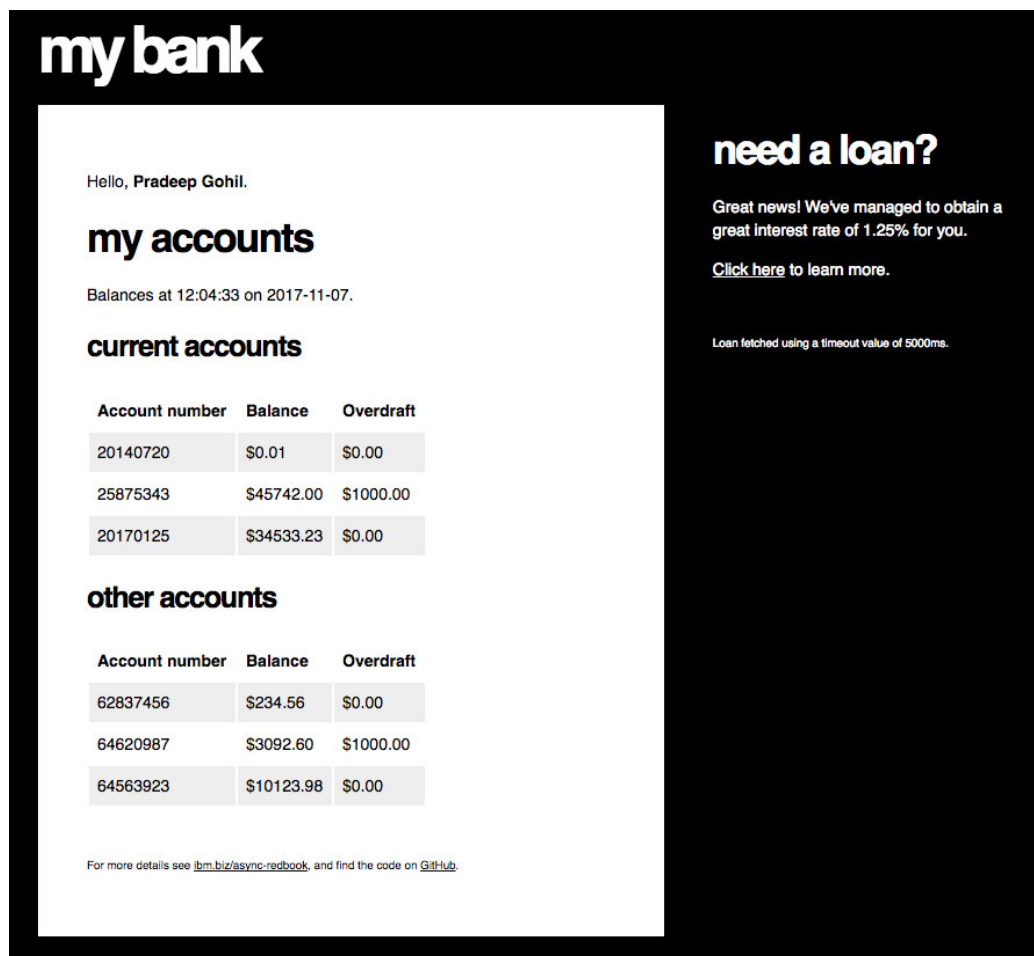 my bank
Hello, Pradeep Gohil.
my accounts
Balances at 12:04:33 on 2017-11-07.
current accounts
Account number Balance Overdraft
20140720 $0.01 $0.00
25875343 $45742.00 $1000.00
20170125 $34533.23 $0.00
other accounts
Account number Balance Overdraft
62837456 $234.56 $0.00
64620987 $3092.60 $1000.00
64563923 $10123.98 $0.00
For more details see ibm.biz/async-redbook, and find the code on GitHub.
need a loan?
Great news! We've managed to obtain a
great interest rate of 1.25% for you.
Click here to learn more.
Loan fetched using a timeout value of 5000ms.